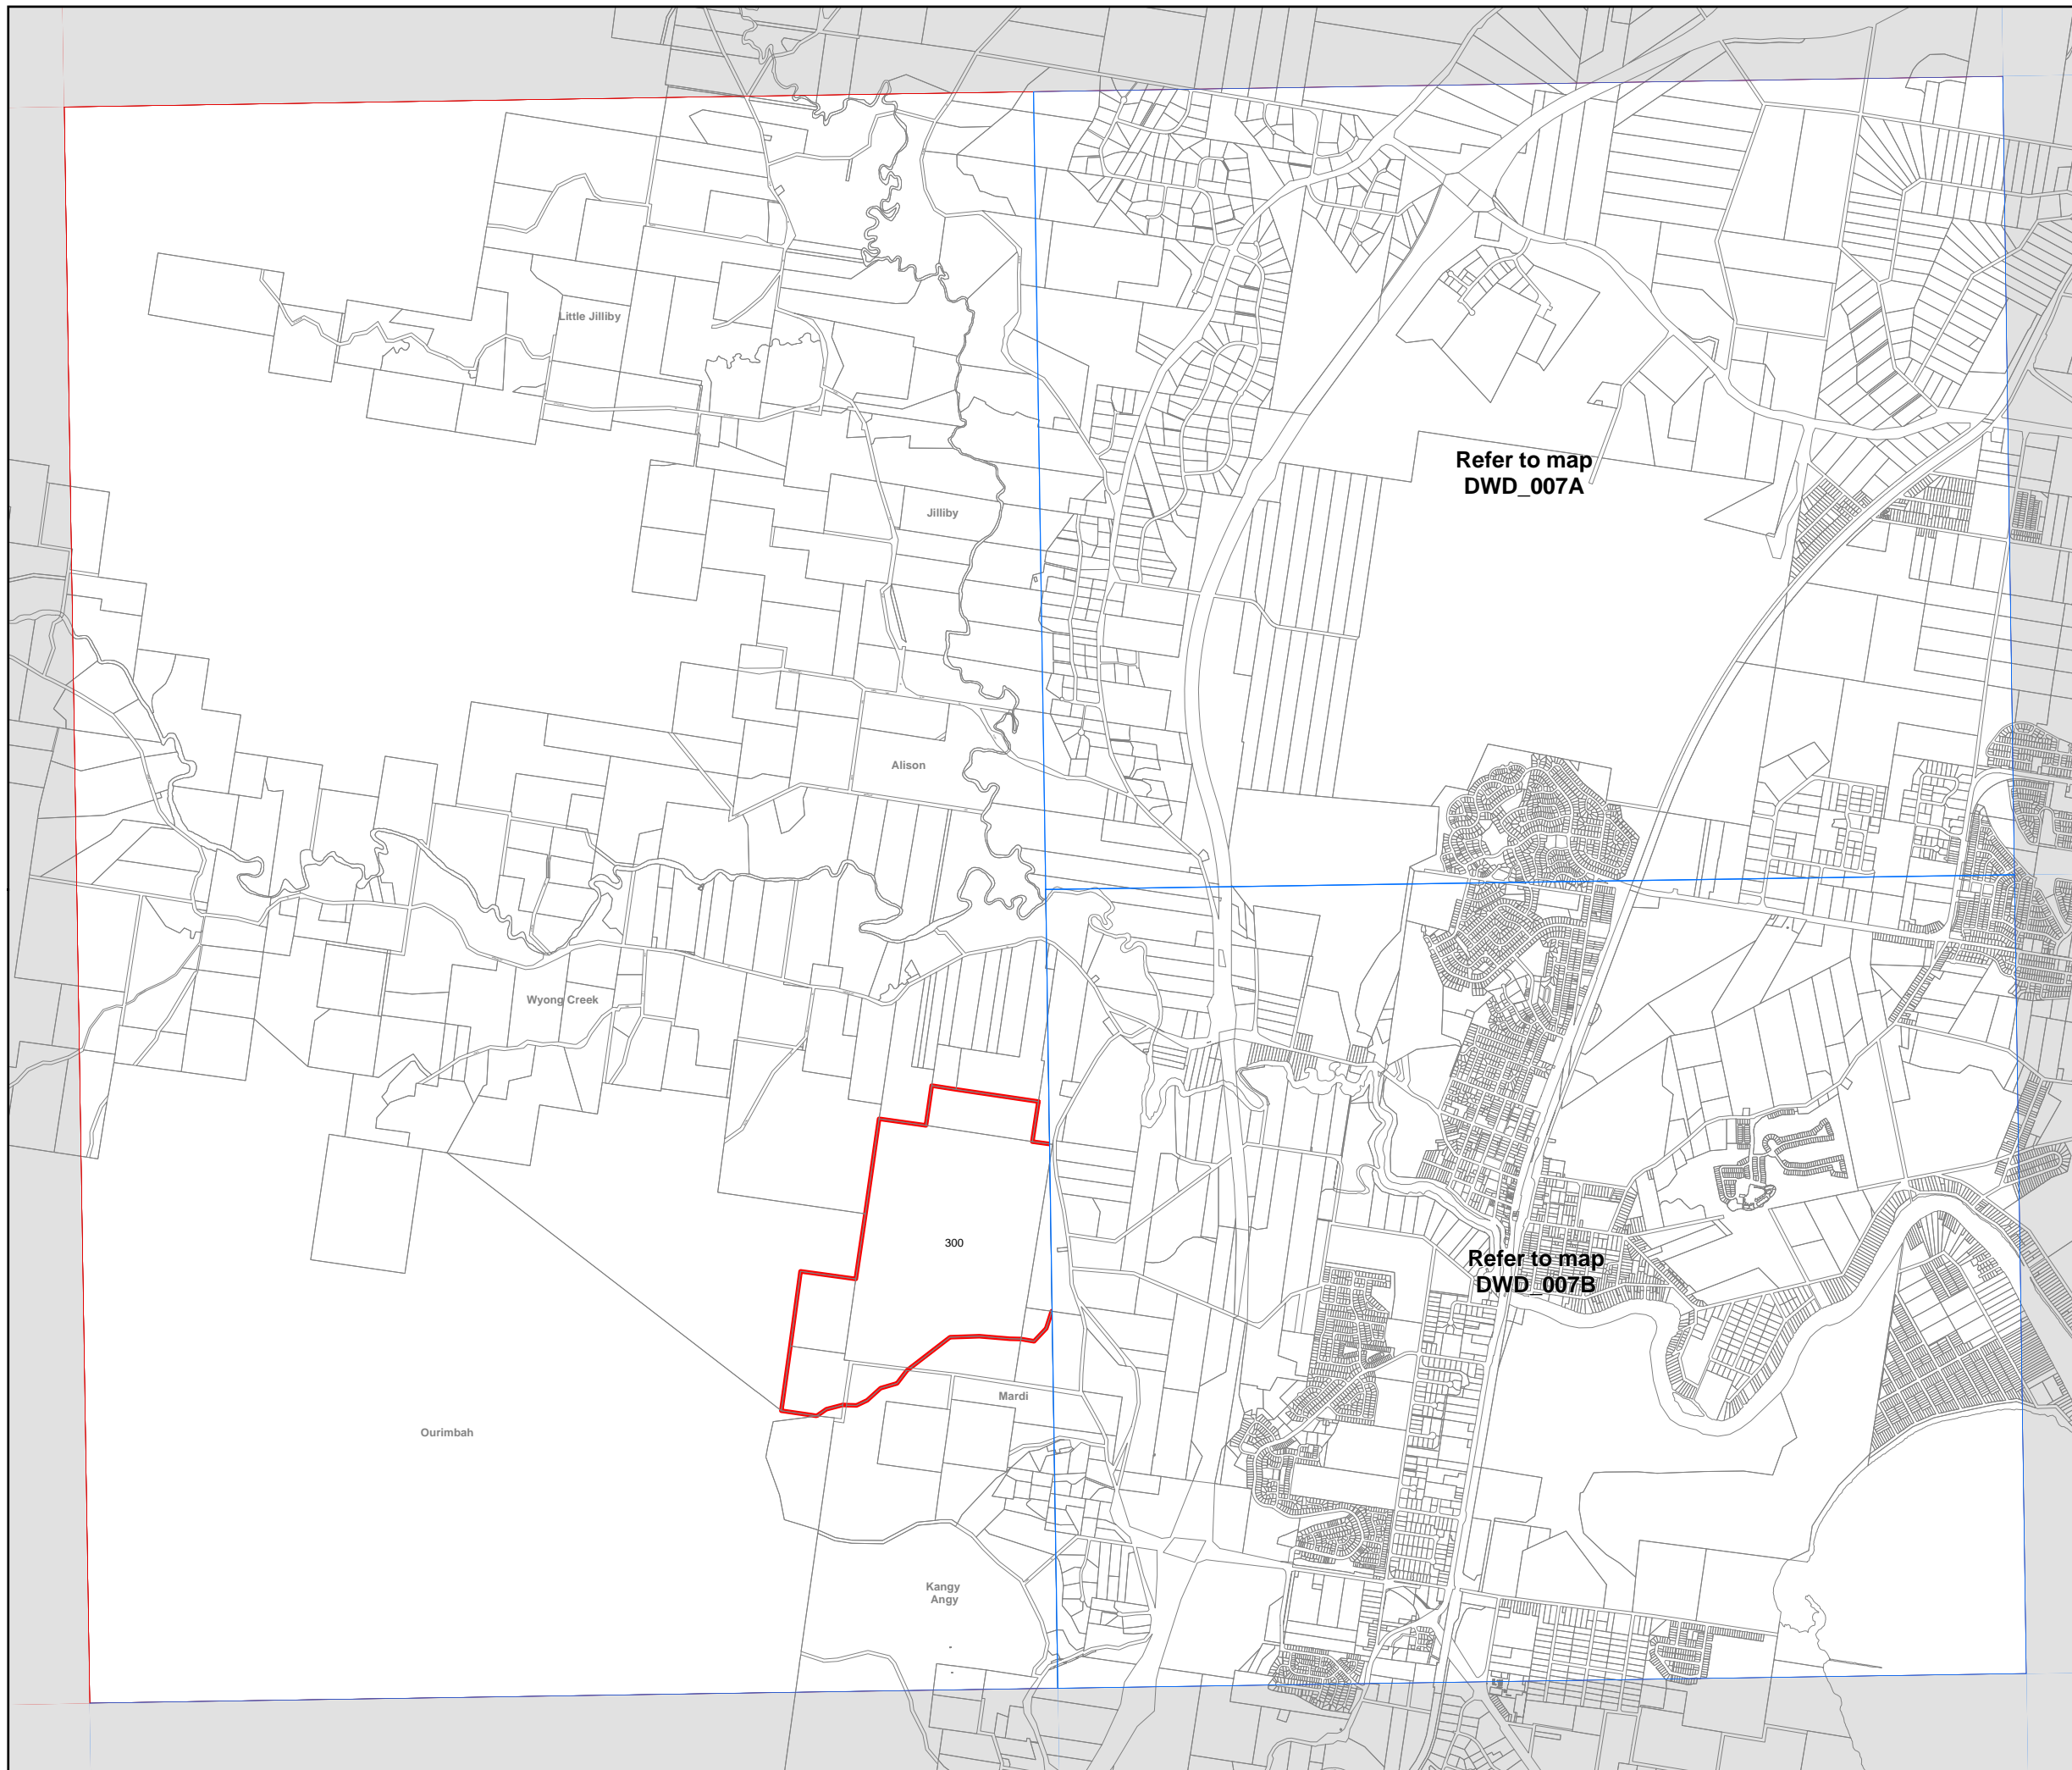 Little Jilliby
Refer to map
DWD_007A
Jilliby
Alison
Wyong Creek
300
Refer to map
DWD_007B
Mardi
Ourimbah
Kangy
Angy